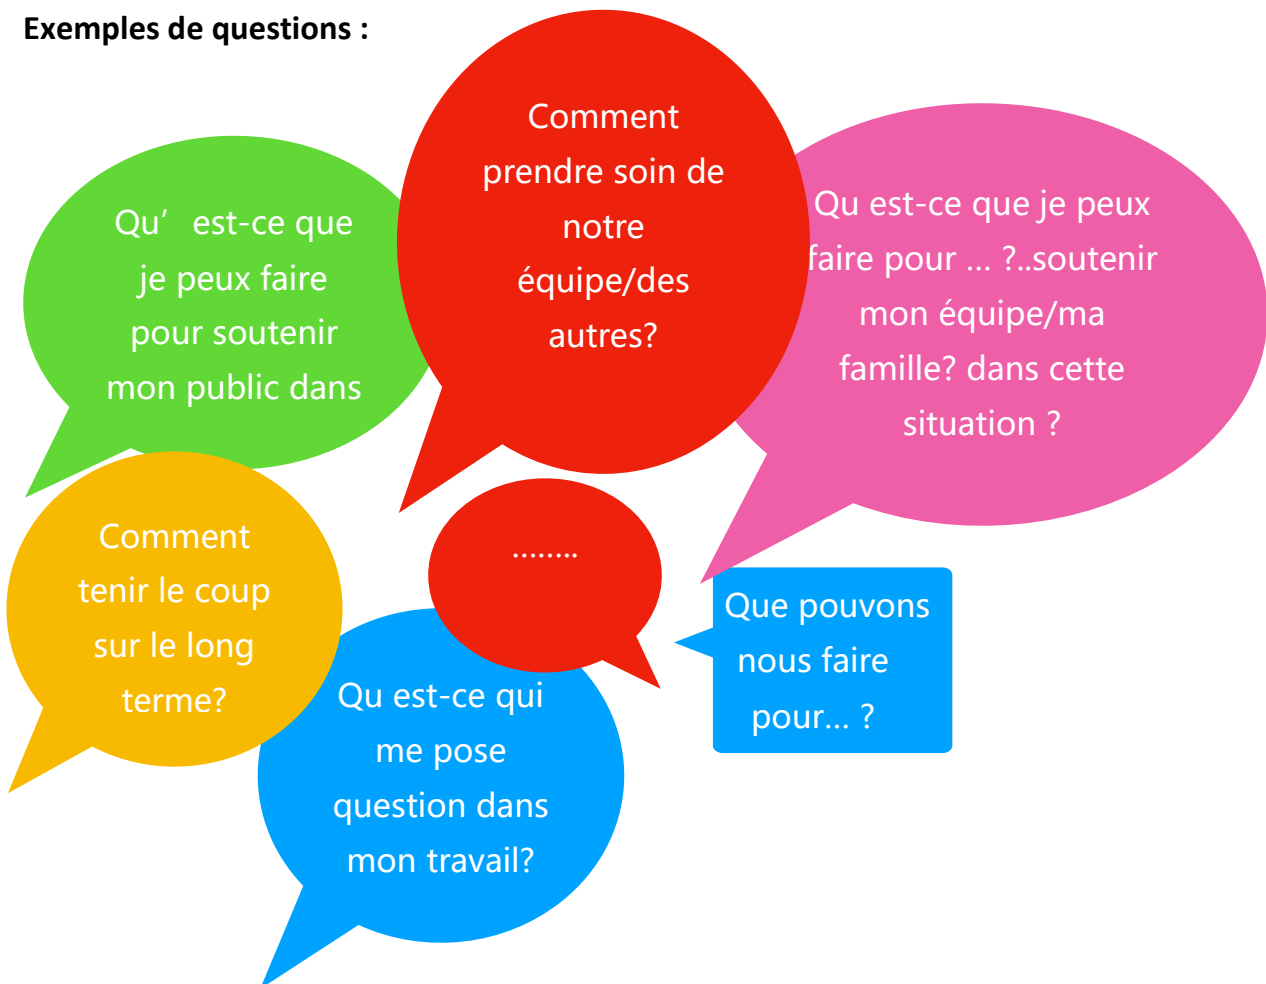 Exemples de questions :
Qu’ est-ce que
je peux faire
pour soutenir
mon public dans
Comment
prendre soin de
notre
équipe/des
autres?
Qu est-ce que je peux
faire pour ... ?..soutenir
mon équipe/ma
famille? dans cette
situation ?
Comment
tenir le coup
sur le long
terme?
........
Que pouvons
nous faire
pour... ?
Qu est-ce qui
me pose
question dans
mon travail?